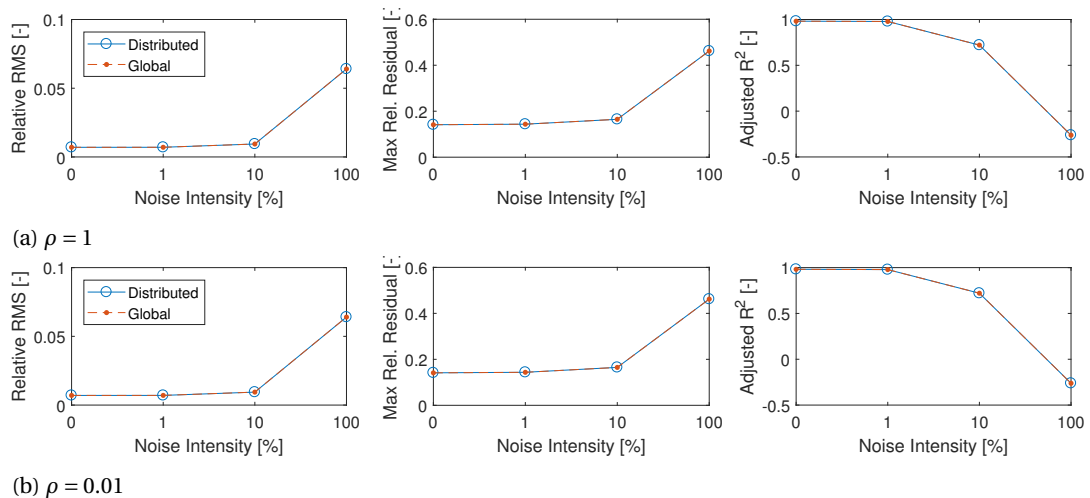 0.1
0.05
0
Relative RMS [-]
Distributed
Global
0 1 10 100
Noise Intensity [%]
0.6
0.4
0.2
0
Max Rel. Residual [-]
0 1 10 100
Noise Intensity [%]
1
0.5
0
-0.5
Adjusted R² [-]
0 1 10 100
Noise Intensity [%]
(a) ρ = 1
0.1
0.05
0
Relative RMS [-]
Distributed
Global
0 1 10 100
Noise Intensity [%]
0.6
0.4
0.2
0
Max Rel. Residual [-]
0 1 10 100
Noise Intensity [%]
1
0.5
0
-0.5
Adjusted R² [-]
0 1 10 100
Noise Intensity [%]
(b) ρ = 0.01